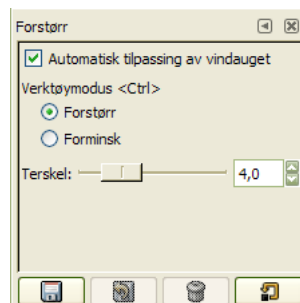 Forstørr
Automatisk tilpassing av vindauget
Verktøymodus <Ctrl>
Forstørr
Forminsk
Terskel: 4,0